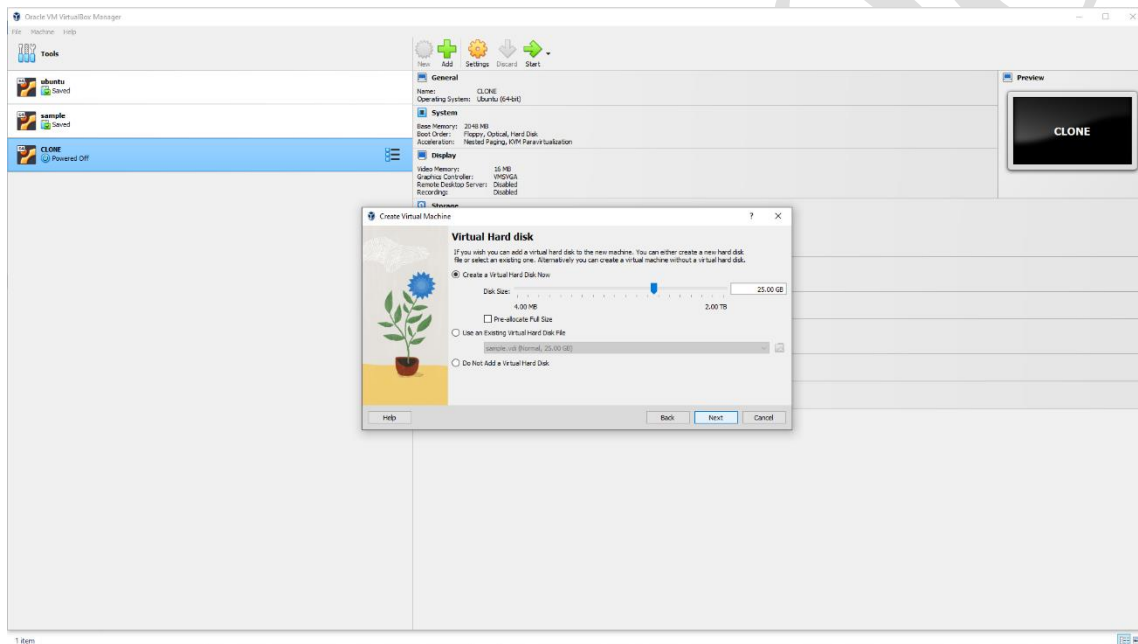 Oracle VM VirtualBox Manager
File Machine Help
Tools
ubuntu
Saved
sample
Saved
CLONE
Powered Off
New Add Settings Discard Start
General
Name: CLONE
Operating System: Ubuntu (64-bit)
System
Base Memory: 2048 MB
Boot Order: Floppy, Optical, Hard Disk
Acceleration: Nested Paging, KVM Paravirtualization
Display
Video Memory: 16 MB
Graphics Controller: VMSVGA
Remote Desktop Server: Disabled
Recording: Disabled
Storage
Preview
CLONE
Create Virtual Machine
Virtual Hard disk
If you wish you can add a virtual hard disk to the new machine. You can either create a new hard disk
file or select an existing one. Alternatively you can create a virtual machine without a virtual hard disk.
Create a Virtual Hard Disk Now
Disk Size: 25.00 GB
4.00 MB 2.00 TB
Pre-allocate Full Size
Use an Existing Virtual Hard Disk File
sample.vdi (Normal, 25.00 GB)
Do Not Add a Virtual Hard Disk
Help Back Next Cancel
1 item